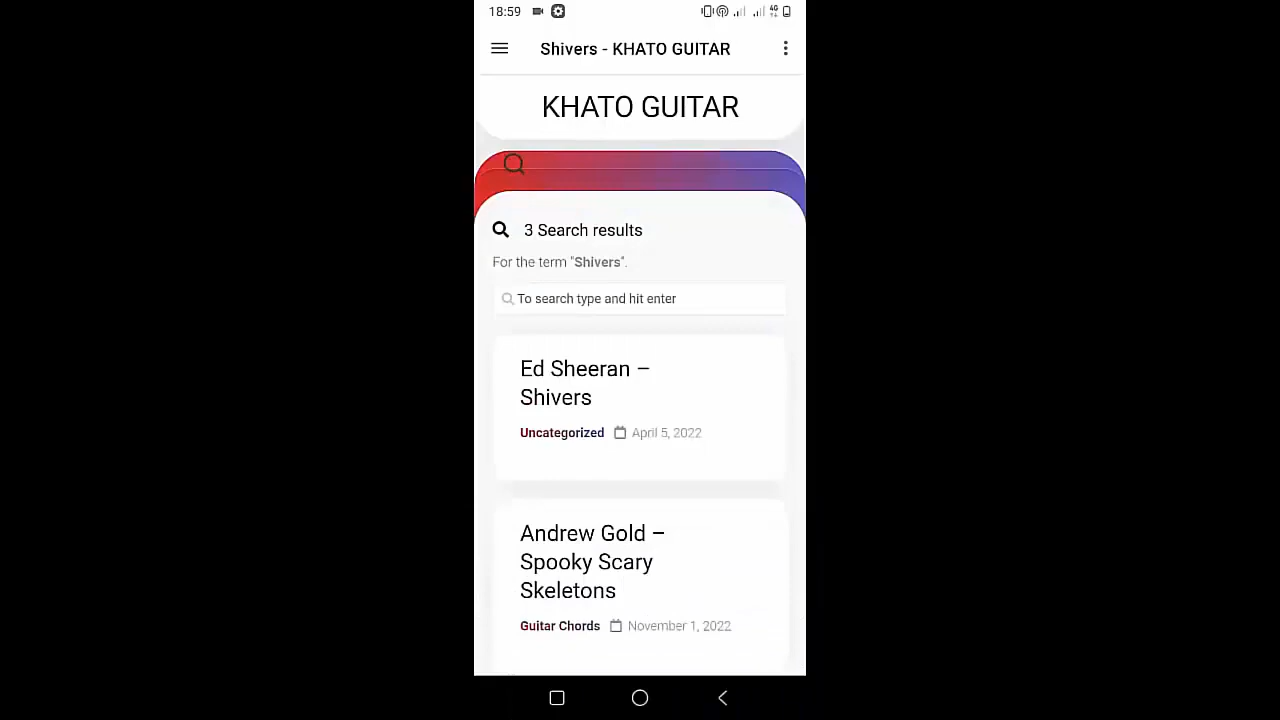 18:59
4G
Shivers - KHATO GUITAR
KHATO GUITAR
3 Search results
For the term "Shivers".
To search type and hit enter
Ed Sheeran –
Shivers
Uncategorized April 5, 2022
Andrew Gold –
Spooky Scary
Skeletons
Guitar Chords November 1, 2022